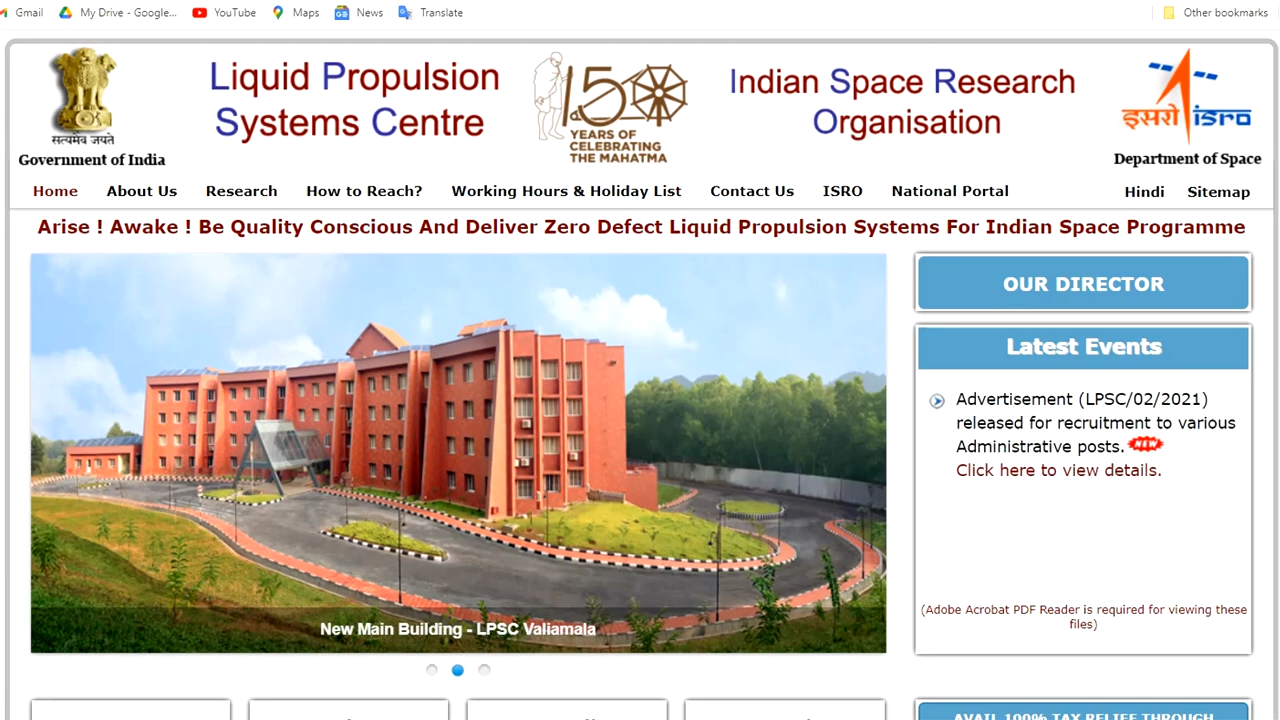 Gmail
My Drive - Google...
YouTube
Maps
News
Translate
Other bookmarks
सत्यमेव जयते
Government of India
Liquid Propulsion
Systems Centre
150
YEARS OF
CELEBRATING
THE MAHATMA
Indian Space Research
Organisation
इसरो isro
Department of Space
Home
About Us
Research
How to Reach?
Working Hours & Holiday List
Contact Us
ISRO
National Portal
Hindi
Sitemap
Arise ! Awake ! Be Quality Conscious And Deliver Zero Defect Liquid Propulsion Systems For Indian Space Programme
New Main Building - LPSC Valiamala
OUR DIRECTOR
Latest Events
Advertisement (LPSC/02/2021)
released for recruitment to various
Administrative posts. NEW
Click here to view details.
(Adobe Acrobat PDF Reader is required for viewing these
files)
AVAIL 100% TAX RELIEF THROUGH